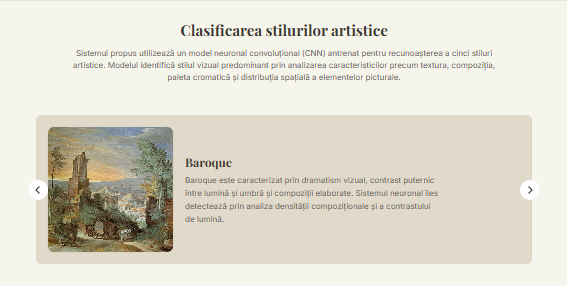 Clasificarea stilurilor artistice
Sistemul propus utilizează un model neuronal convoluțional (CNN) antrenat pentru recunoașterea a cinci stiluri
artistice. Modelul identifică stilul vizual predominant prin analizarea caracteristicilor precum textura, compoziția,
paleta cromatică și distribuția spațială a elementelor picturale.
Baroque
Baroque este caracterizat prin dramatism vizual, contrast puternic
între lumină și umbră și compoziții elaborate. Sistemul neuronal îles
detectează prin analiza densității compoziționale și a contrastului
de lumină.